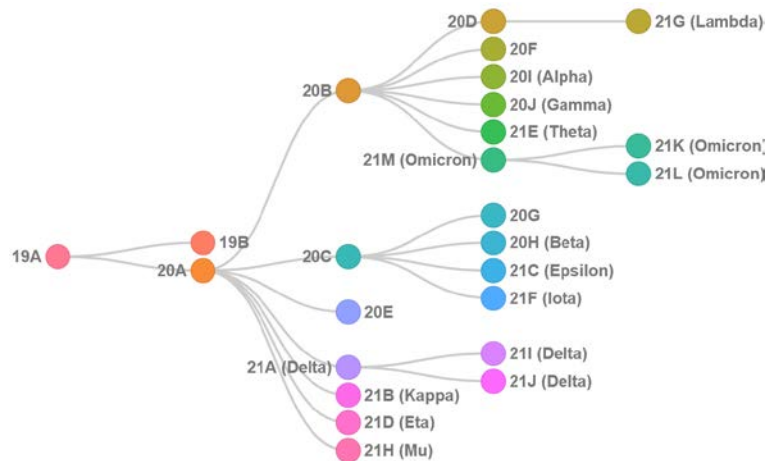 20D
21G (Lambda)
20F
20B
20I (Alpha)
20J (Gamma)
21E (Theta)
21K (Omicron)
21M (Omicron)
21L (Omicron)
20G
19B
20H (Beta)
19A
20C
20A
21C (Epsilon)
21F (Iota)
20E
21I (Delta)
21A (Delta)
21J (Delta)
21B (Kappa)
21D (Eta)
21H (Mu)